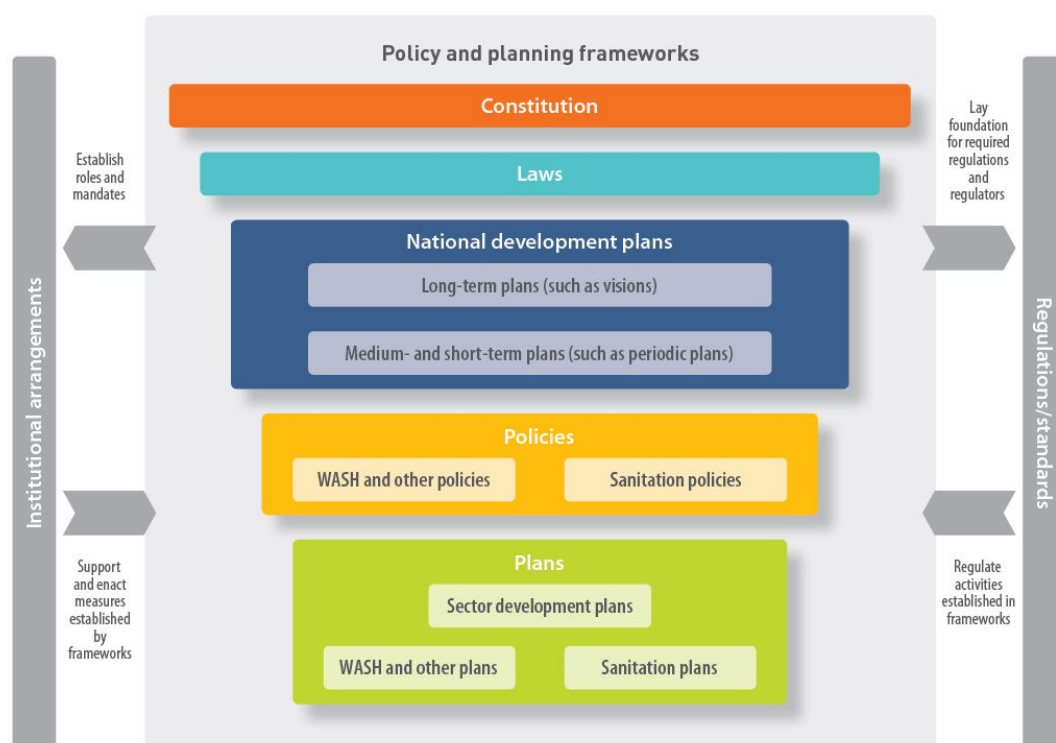 Policy and planning frameworks
Constitution
Laws
National development plans
Long-term plans (such as visions)
Medium- and short-term plans (such as periodic plans)
Policies
WASH and other policies
Sanitation policies
Plans
Sector development plans
WASH and other plans
Sanitation plans
Institutional arrangements
Establish
roles and
mandates
Support
and enact
measures
established
by
frameworks
Lay
foundation
for required
regulations
and
regulators
Regulate
activities
established in
frameworks
Regulations/standards